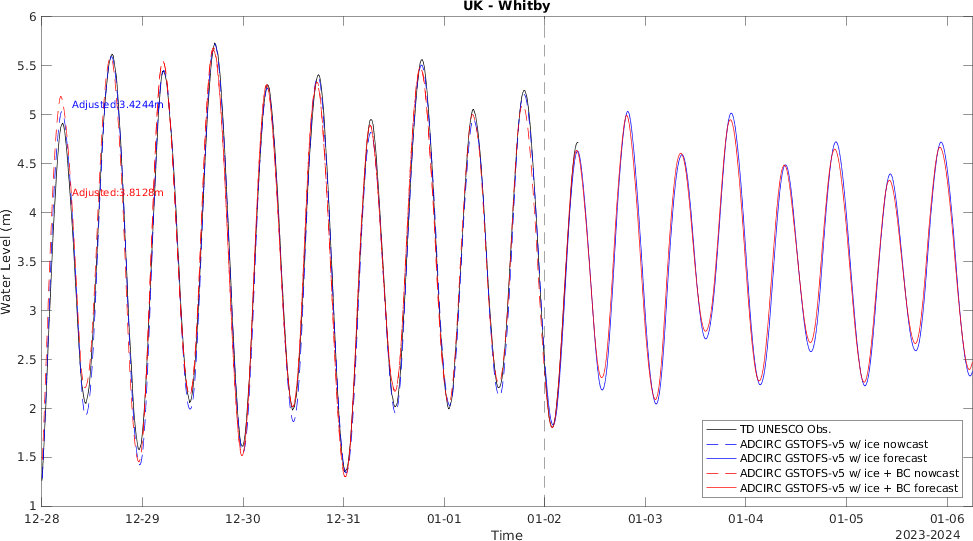 UK - Whitby
6
5.5
5
4.5
4
3.5
3
2.5
2
1.5
1
Water Level (m)
Adjusted:3.4244m
Adjusted:3.8128m
TD UNESCO Obs.
ADCIRC GSTOFS-v5 w/ ice nowcast
ADCIRC GSTOFS-v5 w/ ice forecast
ADCIRC GSTOFS-v5 w/ ice + BC nowcast
ADCIRC GSTOFS-v5 w/ ice + BC forecast
12-28 12-29 12-30 12-31 01-01 01-02 01-03 01-04 01-05 01-06
Time
2023-2024